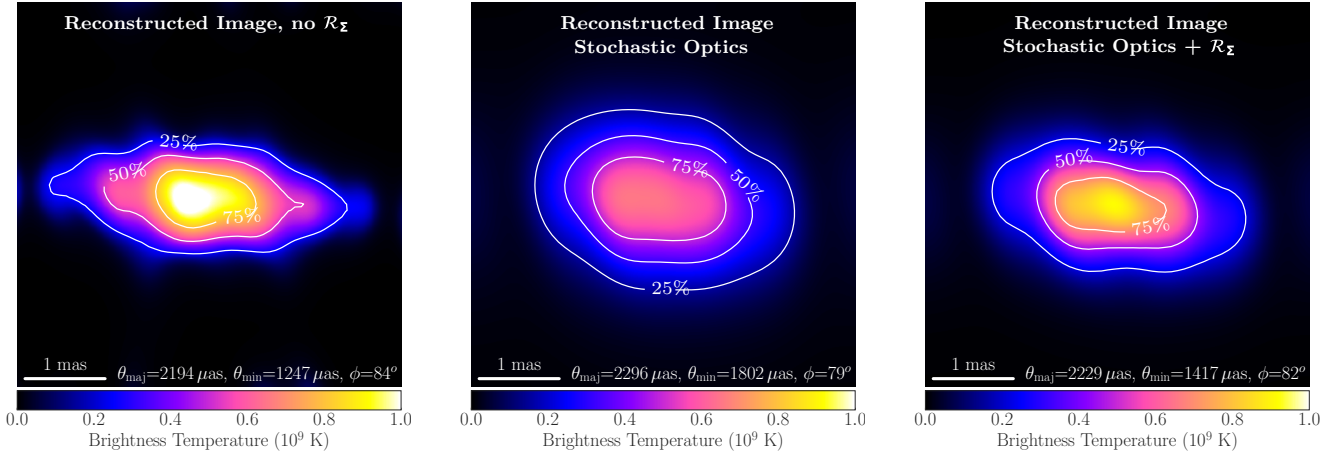 Reconstructed Image, no 𝓡_Σ
25%
50%
75%
1 mas
θ_maj=2194 μas, θ_min=1247 μas, ϕ=84°
0.0 0.2 0.4 0.6 0.8 1.0
Brightness Temperature (10⁹ K)
Reconstructed Image
Stochastic Optics
75%
50%
25%
1 mas
θ_maj=2296 μas, θ_min=1802 μas, ϕ=79°
0.0 0.2 0.4 0.6 0.8 1.0
Brightness Temperature (10⁹ K)
Reconstructed Image
Stochastic Optics + 𝓡_Σ
25%
50%
75%
1 mas
θ_maj=2229 μas, θ_min=1417 μas, ϕ=82°
0.0 0.2 0.4 0.6 0.8 1.0
Brightness Temperature (10⁹ K)